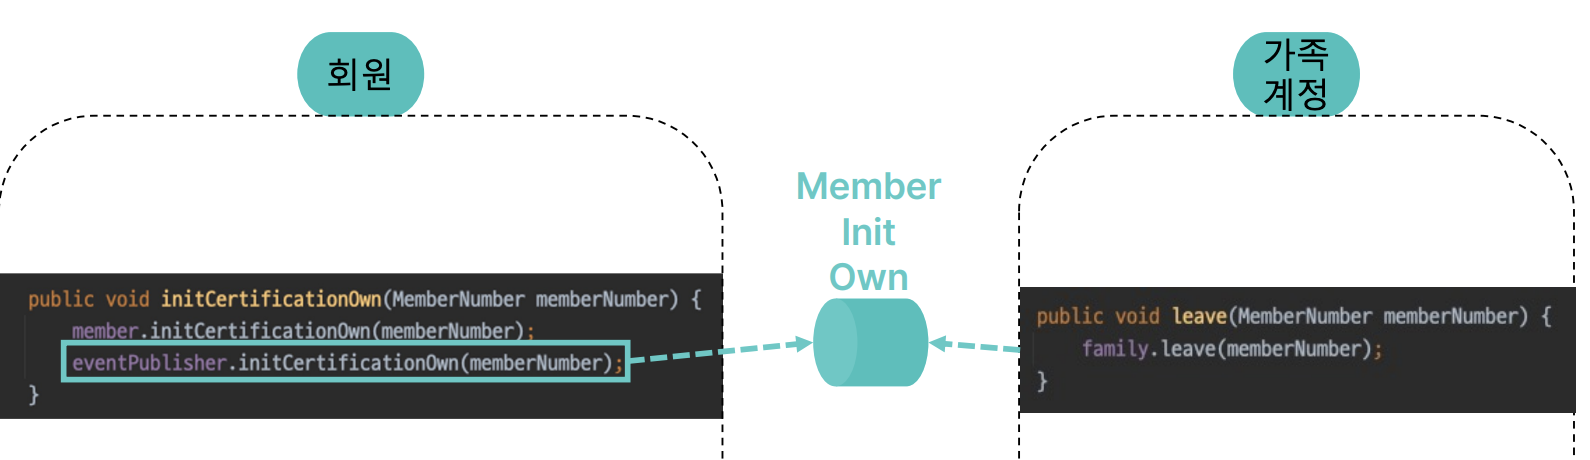 회원
가족
계정
Member
Init
Own
public void initCertificationOwn(MemberNumber memberNumber) {
member.initCertificationOwn(memberNumber);
eventPublisher.initCertificationOwn(memberNumber);
}
public void leave(MemberNumber memberNumber) {
family.leave(memberNumber);
}